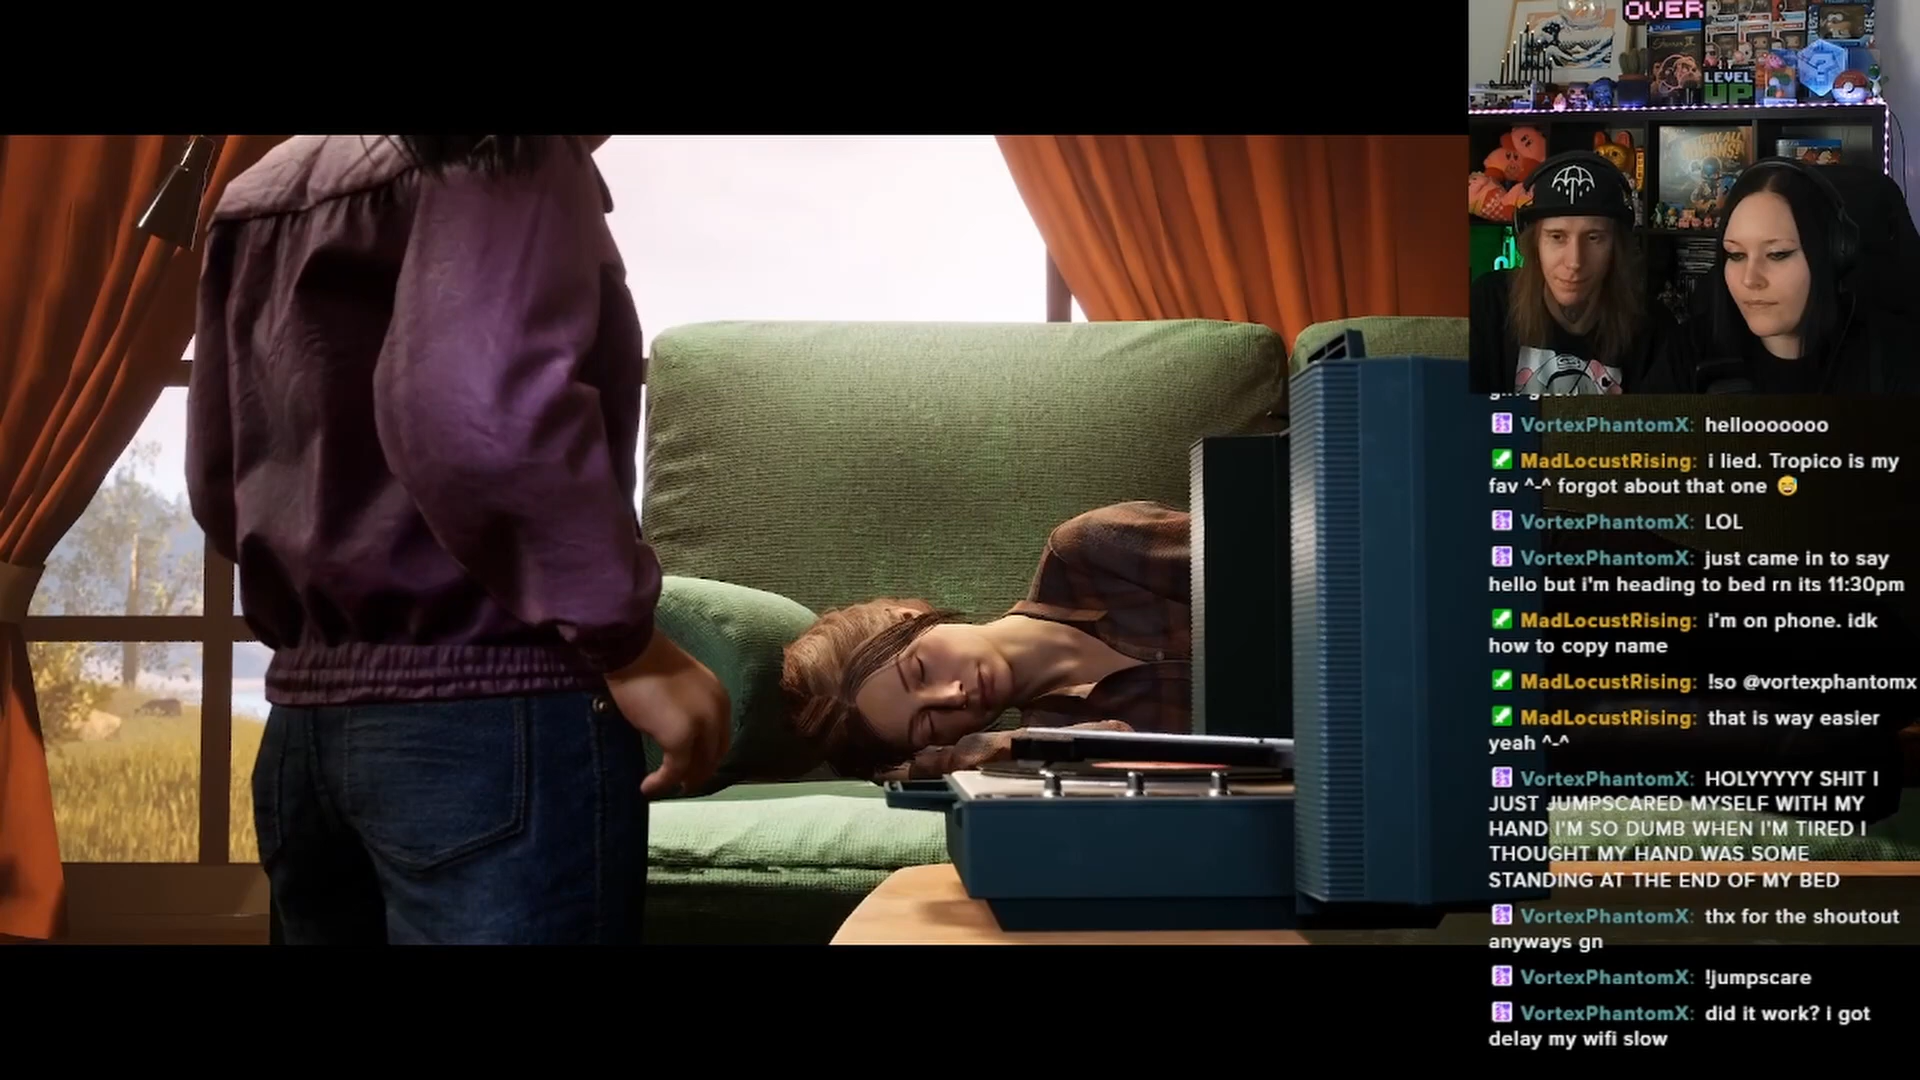 OVER
LEVEL
UP
VortexPhantomX: hellooooooo
MadLocustRising: i lied. Tropico is my
fav ^-^ forgot about that one 😅
VortexPhantomX: LOL
VortexPhantomX: just came in to say
hello but i'm heading to bed rn its 11:30pm
MadLocustRising: i'm on phone. idk
how to copy name
MadLocustRising: !so @vortexphantomx
MadLocustRising: that is way easier
yeah ^-^
VortexPhantomX: HOLYYYYY SHIT I
JUST JUMPSCARED MYSELF WITH MY
HAND I'M SO DUMB WHEN I'M TIRED I
THOUGHT MY HAND WAS SOME
STANDING AT THE END OF MY BED
VortexPhantomX: thx for the shoutout
anyways gn
VortexPhantomX: !jumpscare
VortexPhantomX: did it work? i got
delay my wifi slow